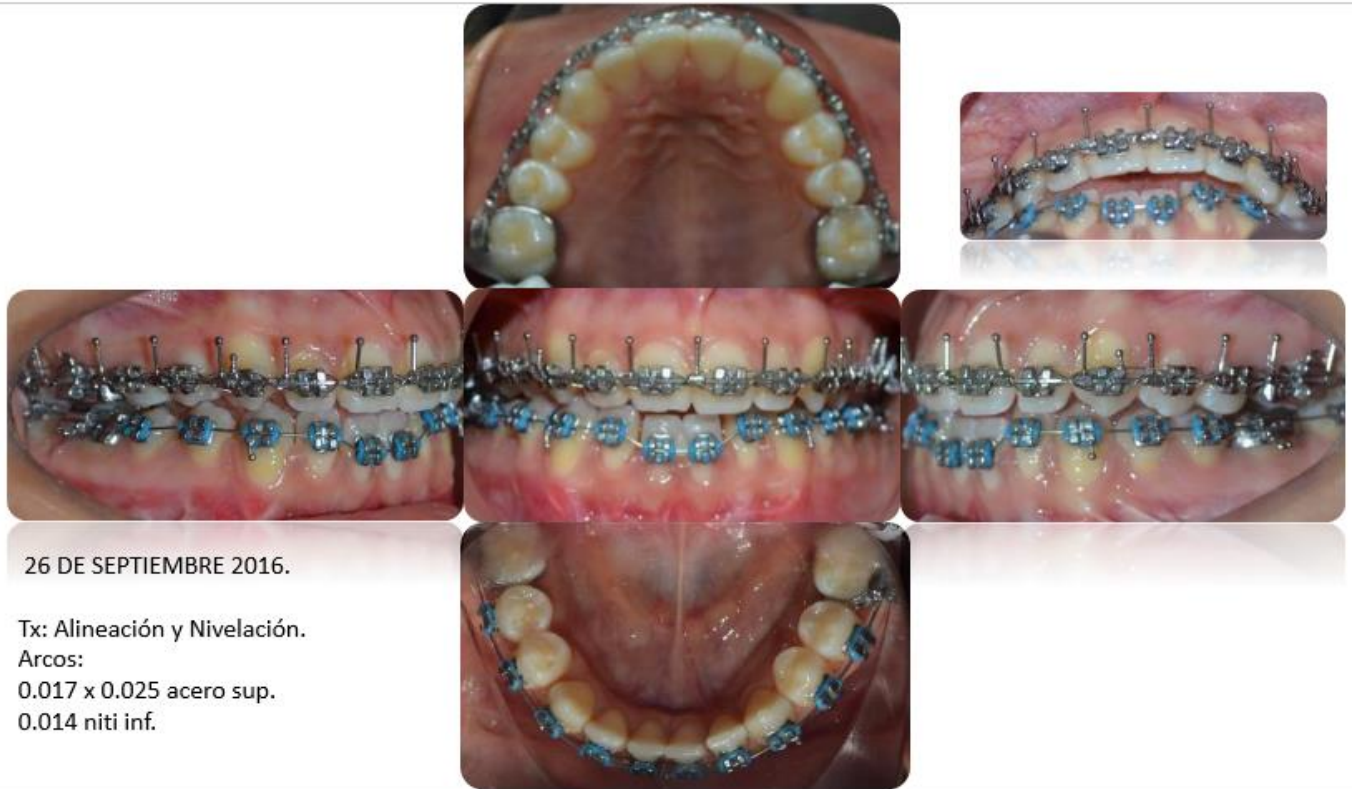 26 DE SEPTIEMBRE 2016.
Tx: Alineación y Nivelación.
Arcos:
0.017 x 0.025 acero sup.
0.014 niti inf.